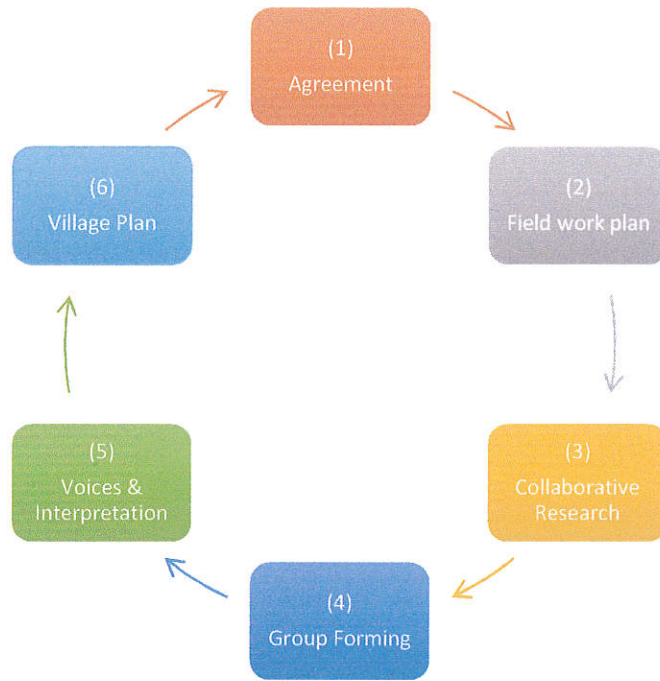 (1)
Agreement
(2)
Field work plan
(3)
Collaborative
Research
(4)
Group Forming
(5)
Voices &
Interpretation
(6)
Village Plan